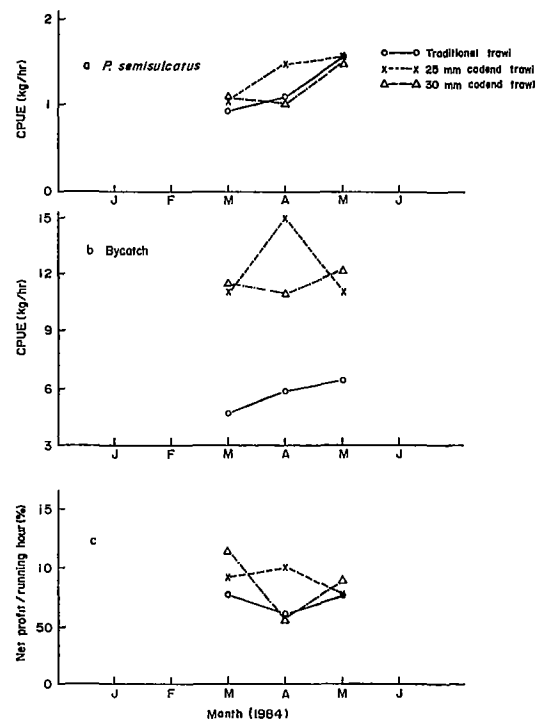 2
a P. semisulcatus
Traditional trawl
25 mm codend trawl
30 mm codend trawl
CPUE (kg/hr)
1
0
J F M A M J
15
b Bycatch
12
CPUE (kg/hr)
9
6
3
J F M A M J
15
c
10
Net profit/running hour (%)
50
0
J F M A M J
Month (1984)